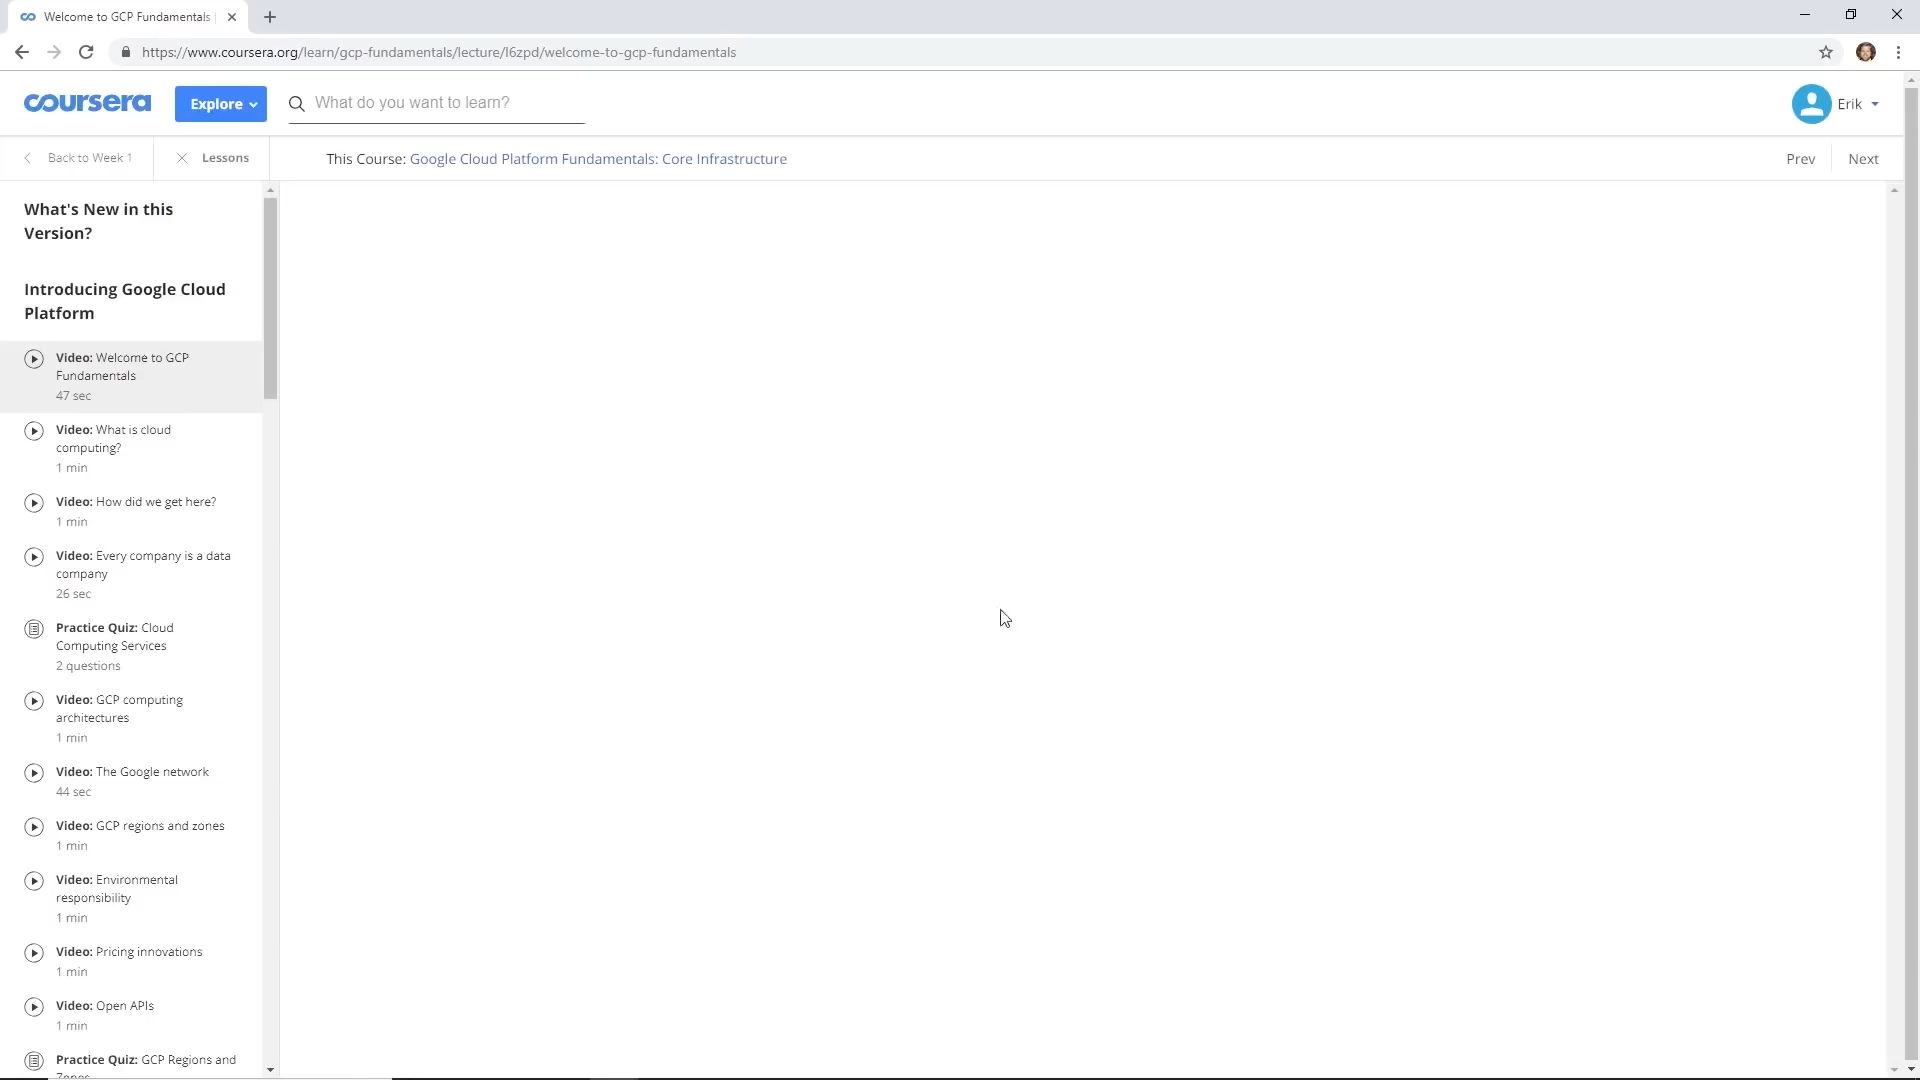 Welcome to GCP Fundamentals
https://www.coursera.org/learn/gcp-fundamentals/lecture/l6zpd/welcome-to-gcp-fundamentals
coursera
Explore
What do you want to learn?
Erik
Back to Week 1
Lessons
This Course: Google Cloud Platform Fundamentals: Core Infrastructure
Prev
Next
What's New in this
Version?
Introducing Google Cloud
Platform
Video: Welcome to GCP
Fundamentals
47 sec
Video: What is cloud
computing?
1 min
Video: How did we get here?
1 min
Video: Every company is a data
company
26 sec
Practice Quiz: Cloud
Computing Services
2 questions
Video: GCP computing
architectures
1 min
Video: The Google network
44 sec
Video: GCP regions and zones
1 min
Video: Environmental
responsibility
1 min
Video: Pricing innovations
1 min
Video: Open APIs
1 min
Practice Quiz: GCP Regions and
Zones